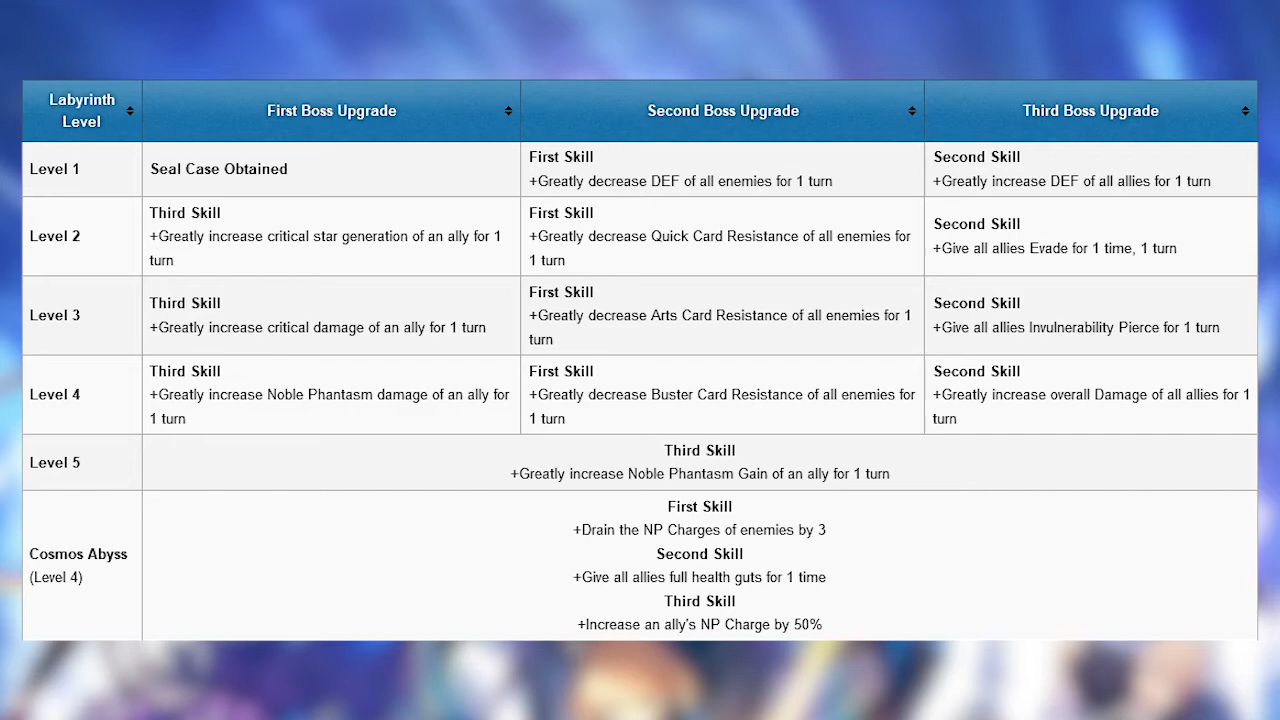 Labyrinth
Level
First Boss Upgrade
Second Boss Upgrade
Third Boss Upgrade
Level 1
Seal Case Obtained
First Skill
+Greatly decrease DEF of all enemies for 1 turn
Second Skill
+Greatly increase DEF of all allies for 1 turn
Level 2
Third Skill
+Greatly increase critical star generation of an ally for 1
turn
First Skill
+Greatly decrease Quick Card Resistance of all enemies for
1 turn
Second Skill
+Give all allies Evade for 1 time, 1 turn
Level 3
Third Skill
+Greatly increase critical damage of an ally for 1 turn
First Skill
+Greatly decrease Arts Card Resistance of all enemies for 1
turn
Second Skill
+Give all allies Invulnerability Pierce for 1 turn
Level 4
Third Skill
+Greatly increase Noble Phantasm damage of an ally for
1 turn
First Skill
+Greatly decrease Buster Card Resistance of all enemies for
1 turn
Second Skill
+Greatly increase overall Damage of all allies for 1
turn
Level 5
Third Skill
+Greatly increase Noble Phantasm Gain of an ally for 1 turn
Cosmos Abyss
(Level 4)
First Skill
+Drain the NP Charges of enemies by 3
Second Skill
+Give all allies full health guts for 1 time
Third Skill
+Increase an ally's NP Charge by 50%